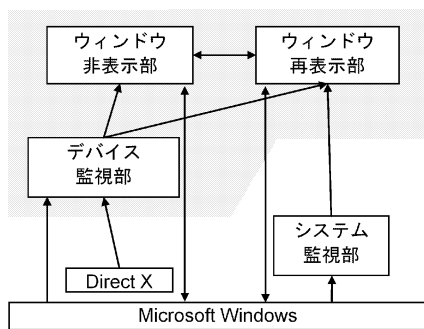 ウィンドウ
非表示部
ウィンドウ
再表示部
デバイス
監視部
システム
監視部
Direct X
Microsoft Windows